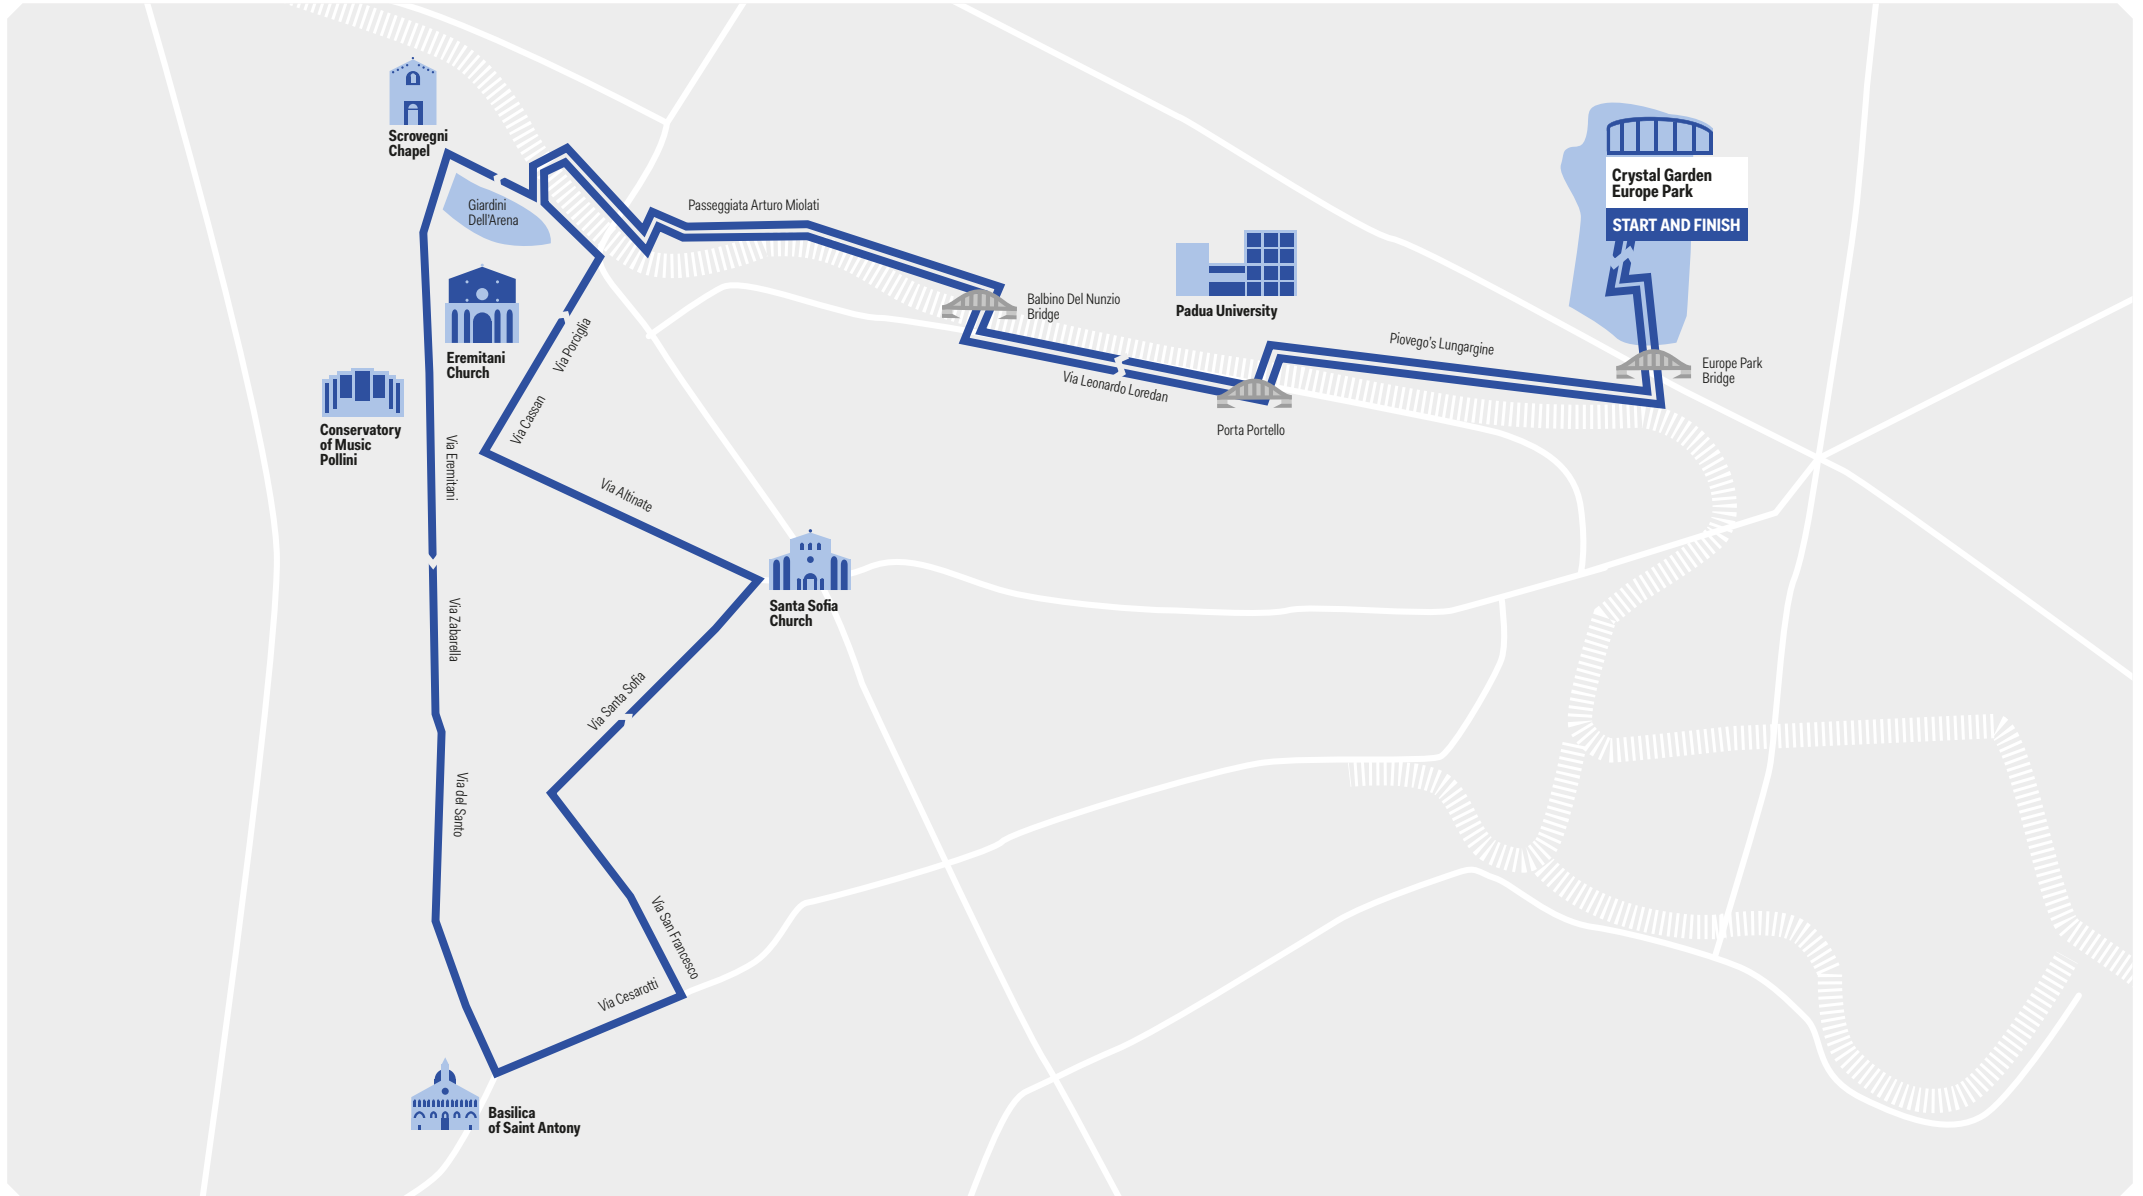 Scrovegni
Chapel
Giardini
Dell'Arena
Passeggiata Arturo Miolati
Crystal Garden
Europe Park
START AND FINISH
Balbino Del Nunzio
Bridge
Padua University
Piovego's Lungargine
Europe Park
Bridge
Eremitani
Church
Via Porciglia
Via Leonardo Loredan
Porta Portello
Conservatory
of Music
Pollini
Via Cassan
Via Eremitani
Via Altinate
Santa Sofia
Church
Via Zabarella
Via Santa Sofia
Via del Santo
Via San Francesco
Via Cesarotti
Basilica
of Saint Antony